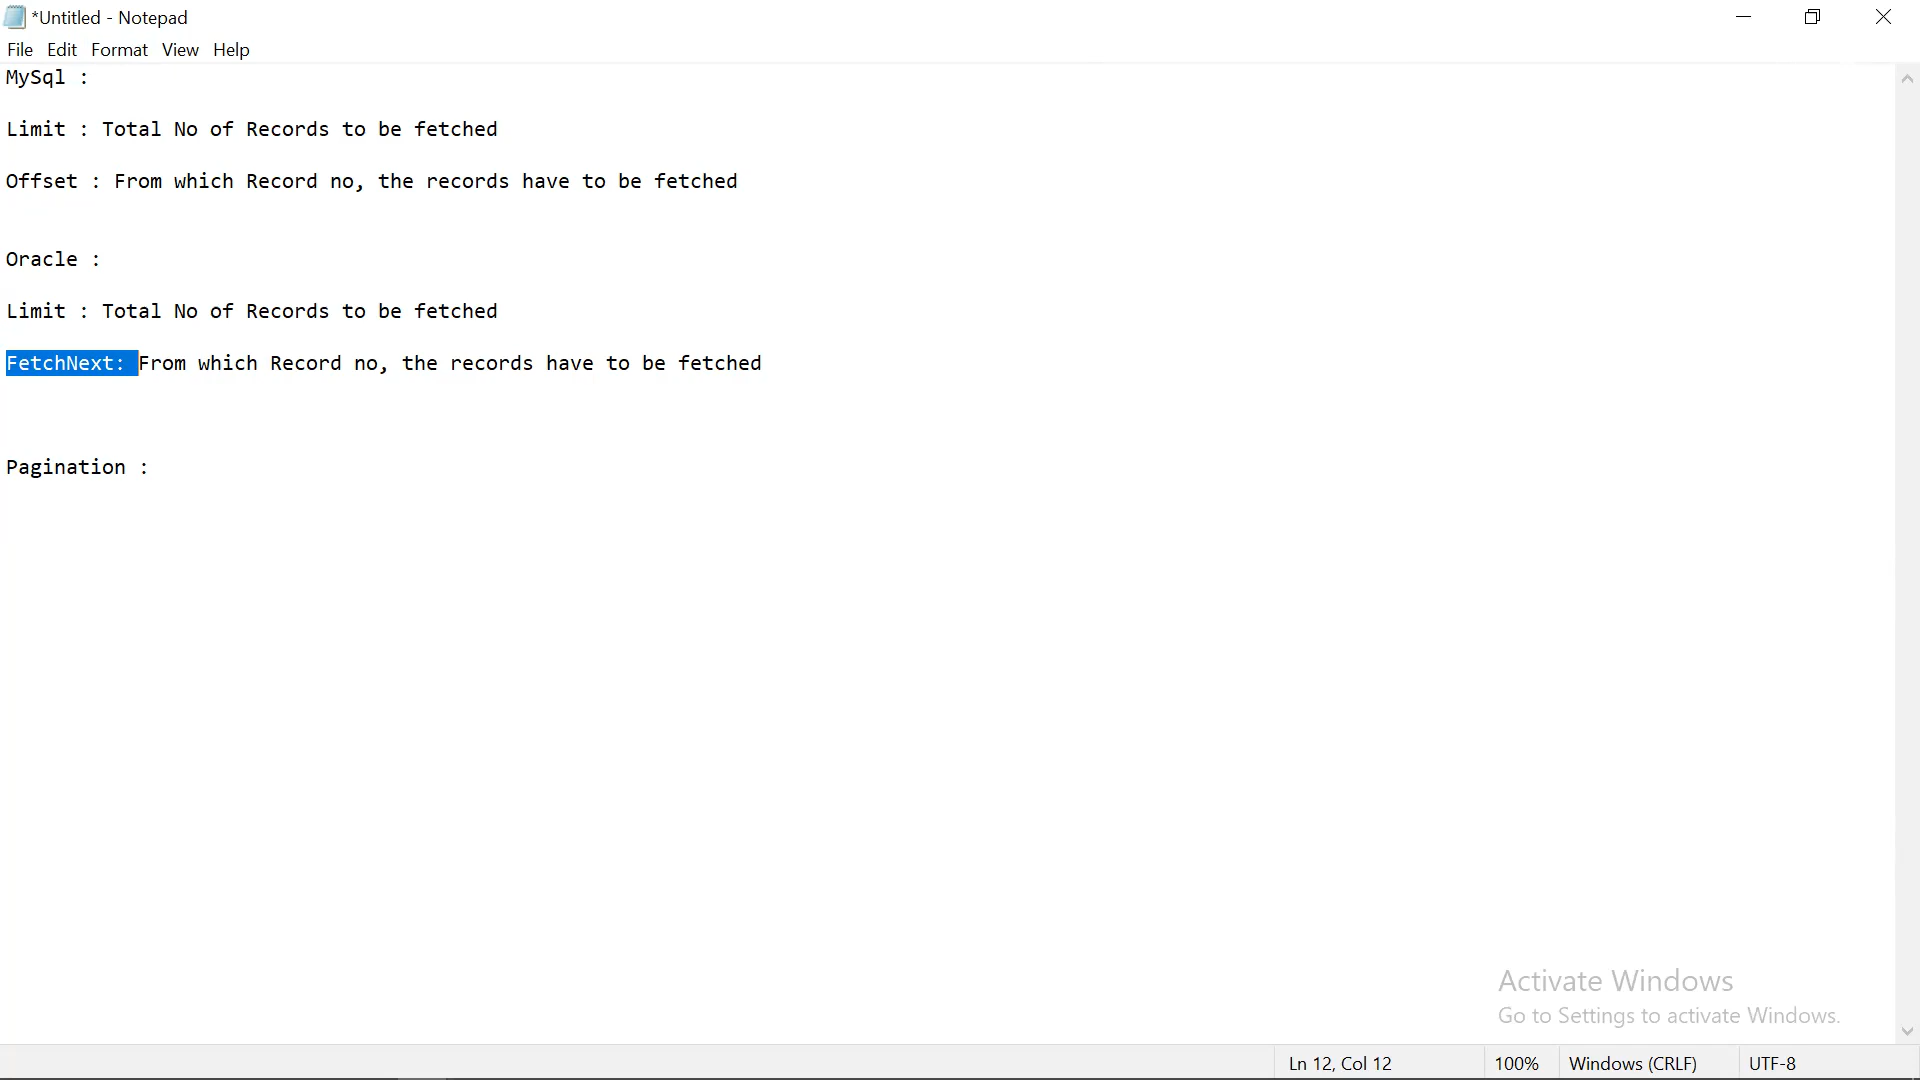 *Untitled - Notepad
File Edit Format View Help
MySql :
Limit : Total No of Records to be fetched
Offset : From which Record no, the records have to be fetched
Oracle :
Limit : Total No of Records to be fetched
FetchNext: From which Record no, the records have to be fetched
Pagination :
Activate Windows
Go to Settings to activate Windows.
Ln 12, Col 12 100% Windows (CRLF) UTF-8